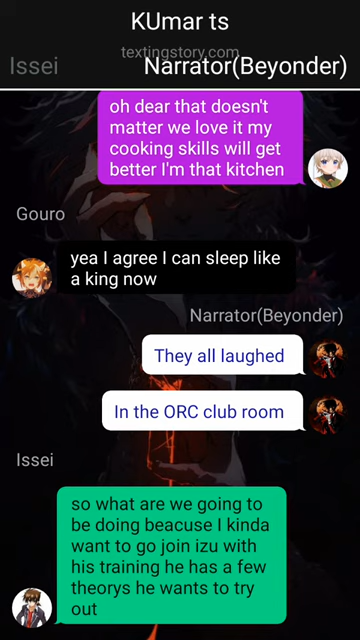 KUmar ts
textingstory.com
Issei
Narrator(Beyonder)
oh dear that doesn't
matter we love it my
cooking skills will get
better I'm that kitchen
Gouro
yea I agree I can sleep like
a king now
Narrator(Beyonder)
They all laughed
In the ORC club room
Issei
so what are we going to
be doing beacuse I kinda
want to go join izu with
his training he has a few
theorys he wants to try
out